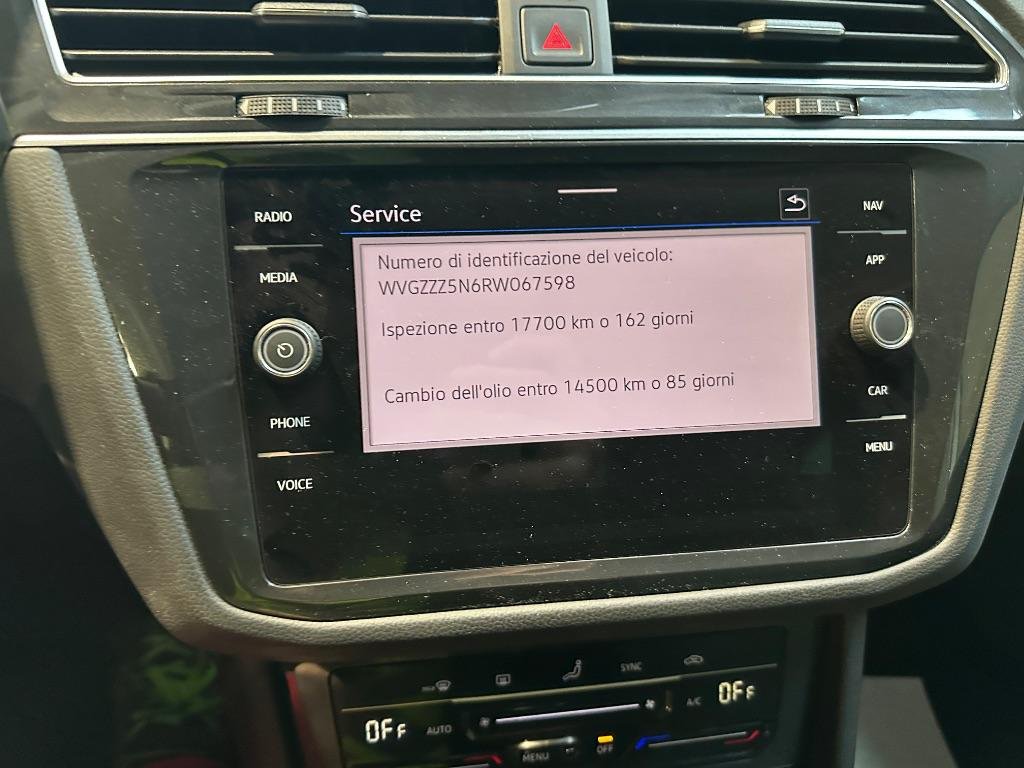 RADIO
Service
NAV
MEDIA
Numero di identificazione del veicolo:
WVGZZZ5N6RW067598
APP
Ispezione entro 17700 km o 162 giorni
Cambio dell'olio entro 14500 km o 85 giorni
CAR
PHONE
MENU
VOICE
SYNC
OFF
AUTO
A/C
OFF
MENU
OFF